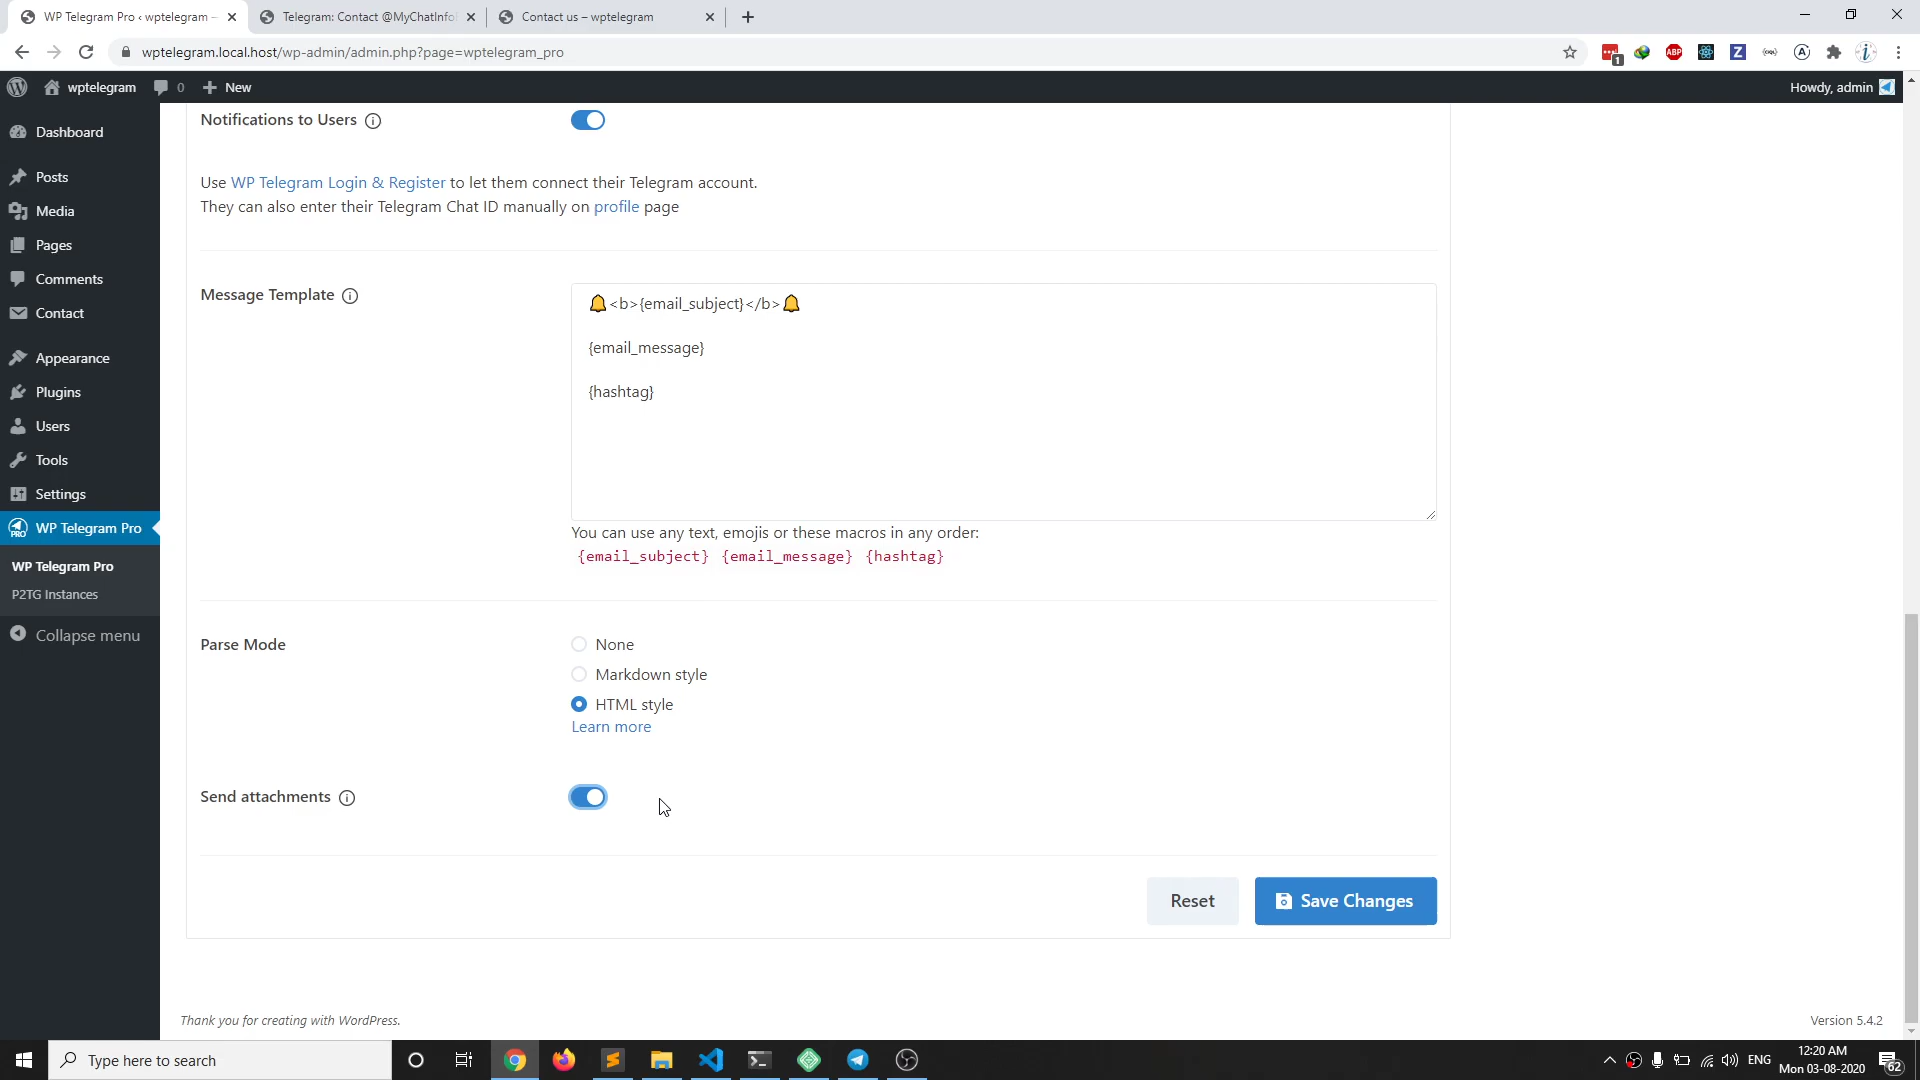 WP Telegram Pro ‹ wptelegram —
Telegram: Contact @MyChatInfo
Contact us – wptelegram
wptelegram.local.host/wp-admin/admin.php?page=wptelegram_pro
1
ABP
Z
wptelegram
0
New
Howdy, admin
Dashboard
Posts
Media
Pages
Comments
Contact
Appearance
Plugins
Users
Tools
Settings
WP Telegram Pro
PRO
WP Telegram Pro
P2TG Instances
Collapse menu
Notifications to Users
Use WP Telegram Login & Register to let them connect their Telegram account.
They can also enter their Telegram Chat ID manually on profile page
Message Template
🔔<b>{email_subject}</b>🔔
{email_message}
{hashtag}
You can use any text, emojis or these macros in any order:
{email_subject} {email_message} {hashtag}
Parse Mode
None
Markdown style
HTML style
Learn more
Send attachments
Reset
Save Changes
Thank you for creating with WordPress.
Version 5.4.2
Type here to search
ENG
12:20 AM
Mon 03-08-2020
62